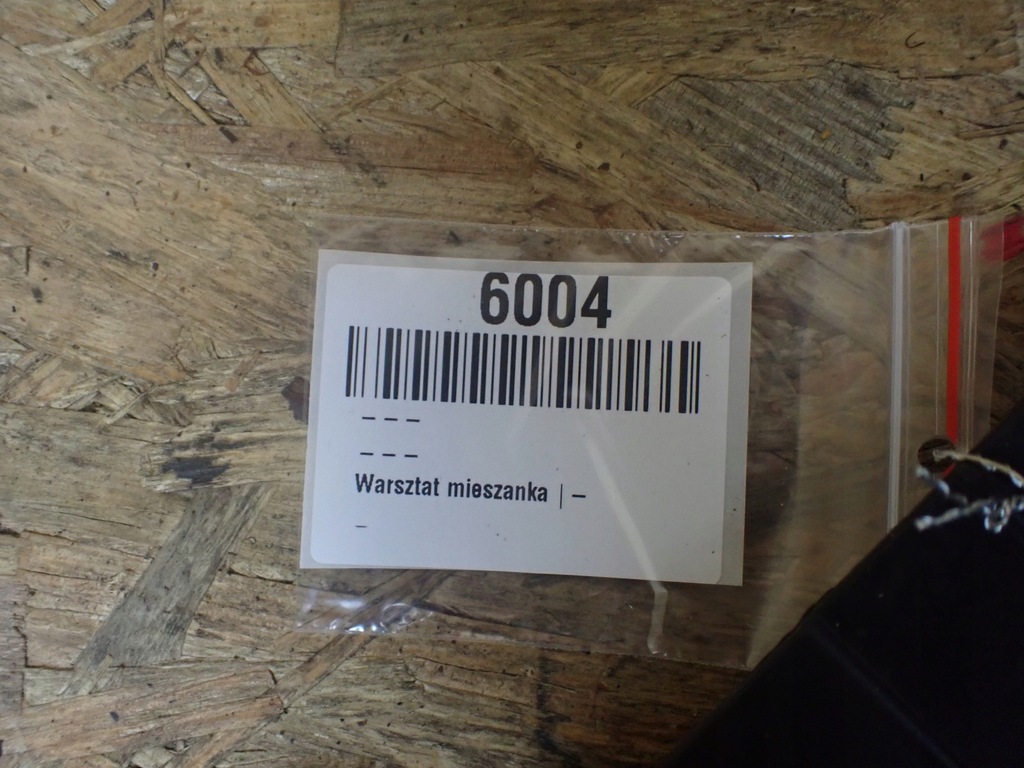 6004
– – –
– – –
Warsztat mieszanka | –
–